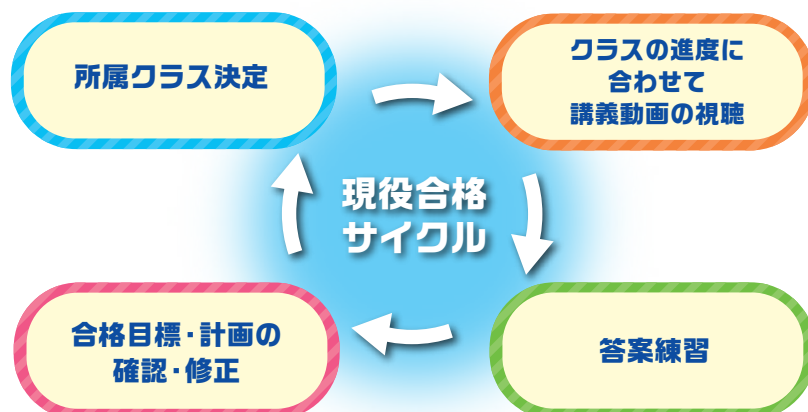 所属クラス決定
クラスの進度に
合わせて
講義動画の視聴
現役合格
サイクル
合格目標・計画の
確認・修正
答案練習